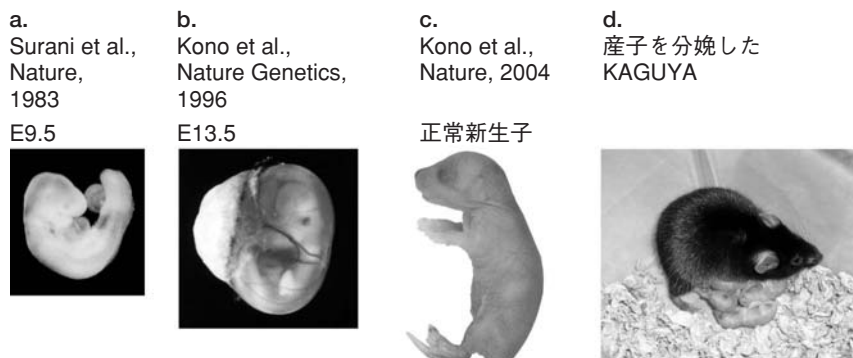 a.
Surani et al.,
Nature,
1983
E9.5
b.
Kono et al.,
Nature Genetics,
1996
E13.5
c.
Kono et al.,
Nature, 2004
正常新生子
d.
産子を分娩した
KAGUYA